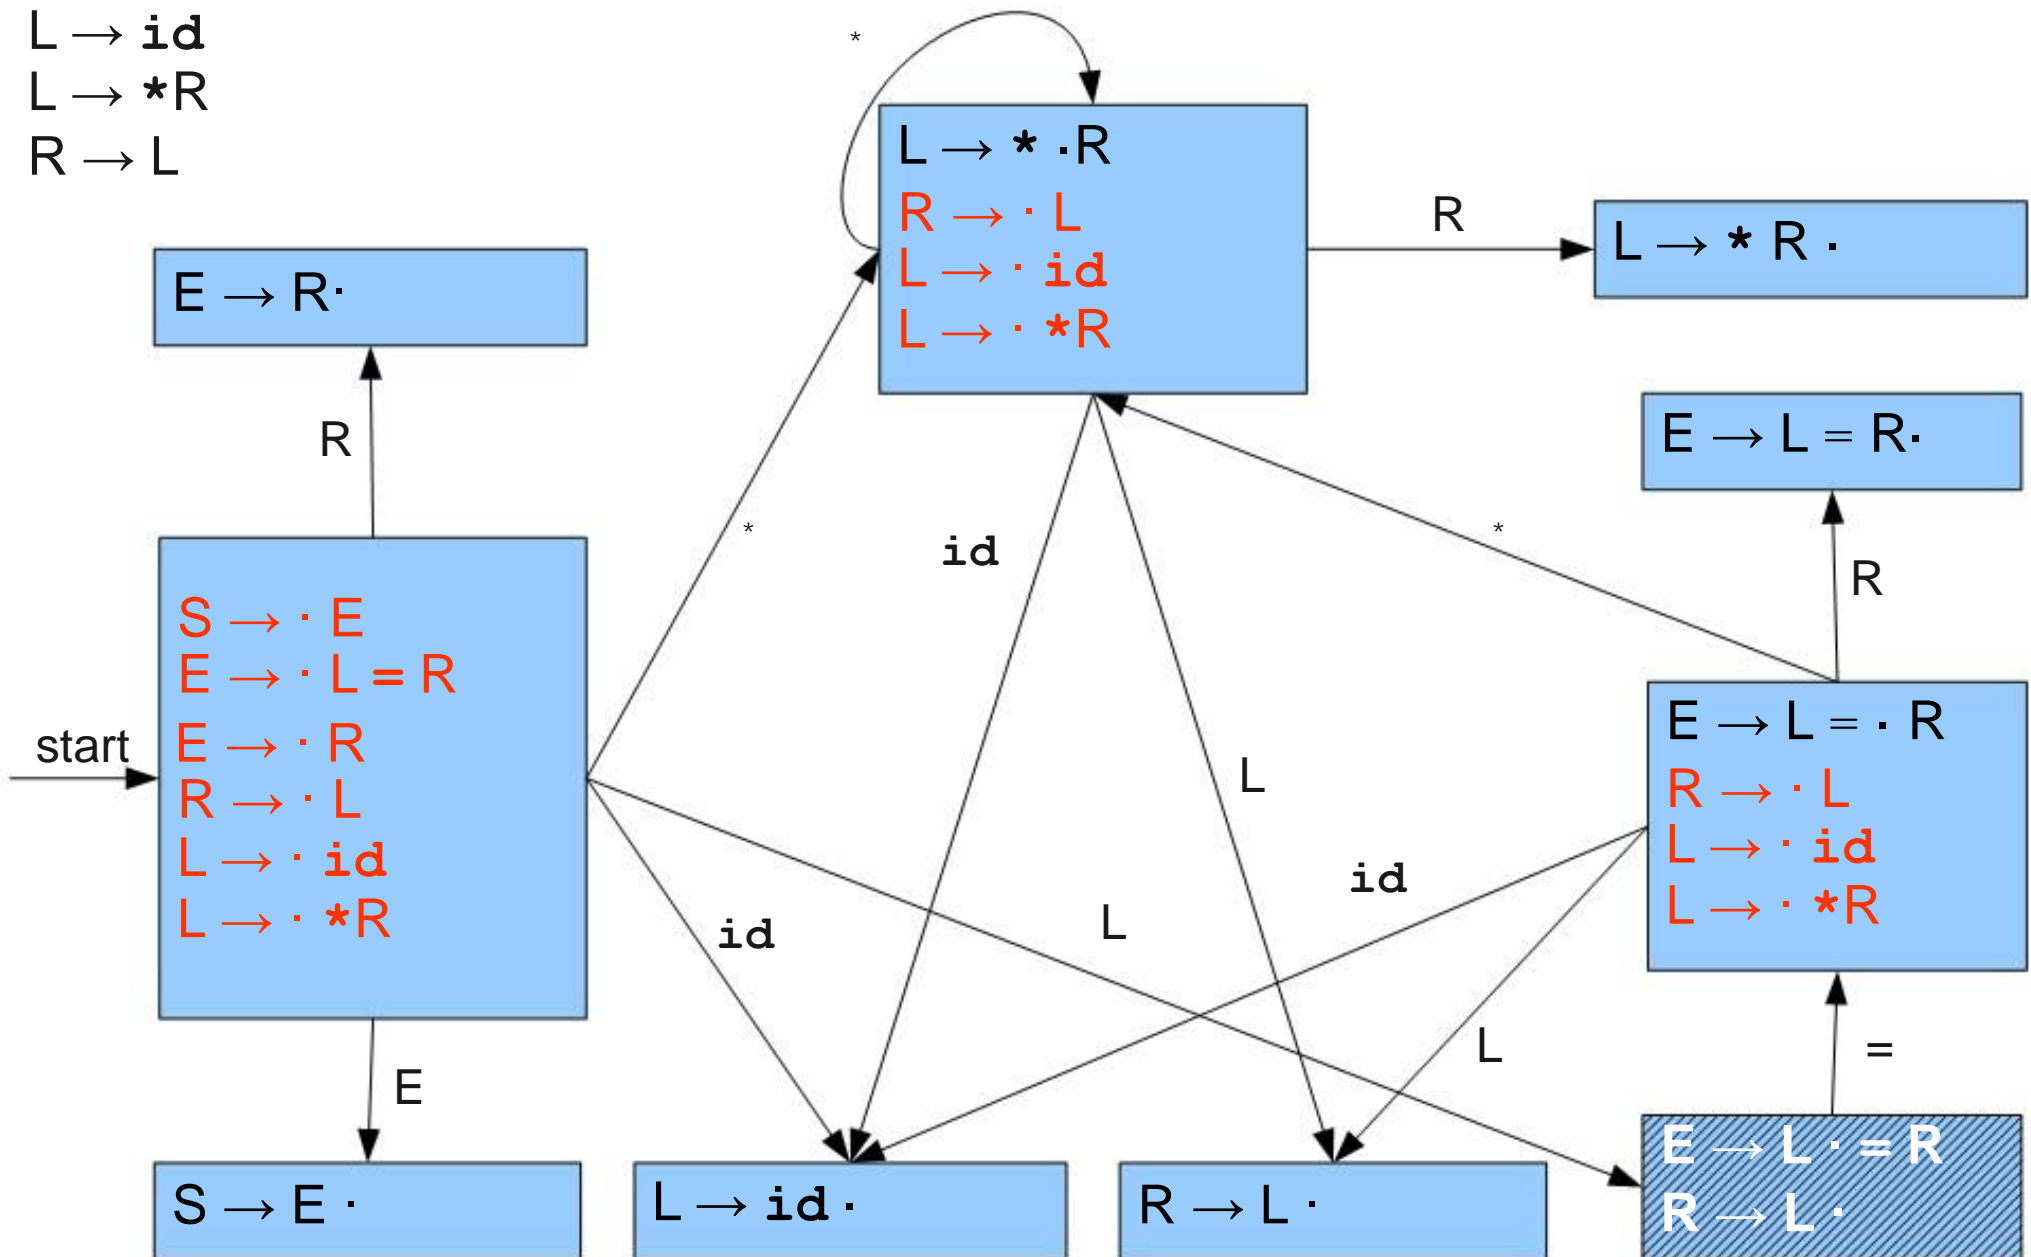 L → id
L → *R
R → L
*
L → * ·R
R → · L
L → · id
L → · *R
R
L → * R ·
E → R·
R
E → L = R·
R
*
id
*
S → · E
E → · L = R
E → · R
R → · L
L → · id
L → · *R
start
L
E → L = · R
R → · L
L → · id
L → · *R
id
L
id
L
=
E
S → E ·
L → id ·
R → L ·
E → L · = R
R → L ·